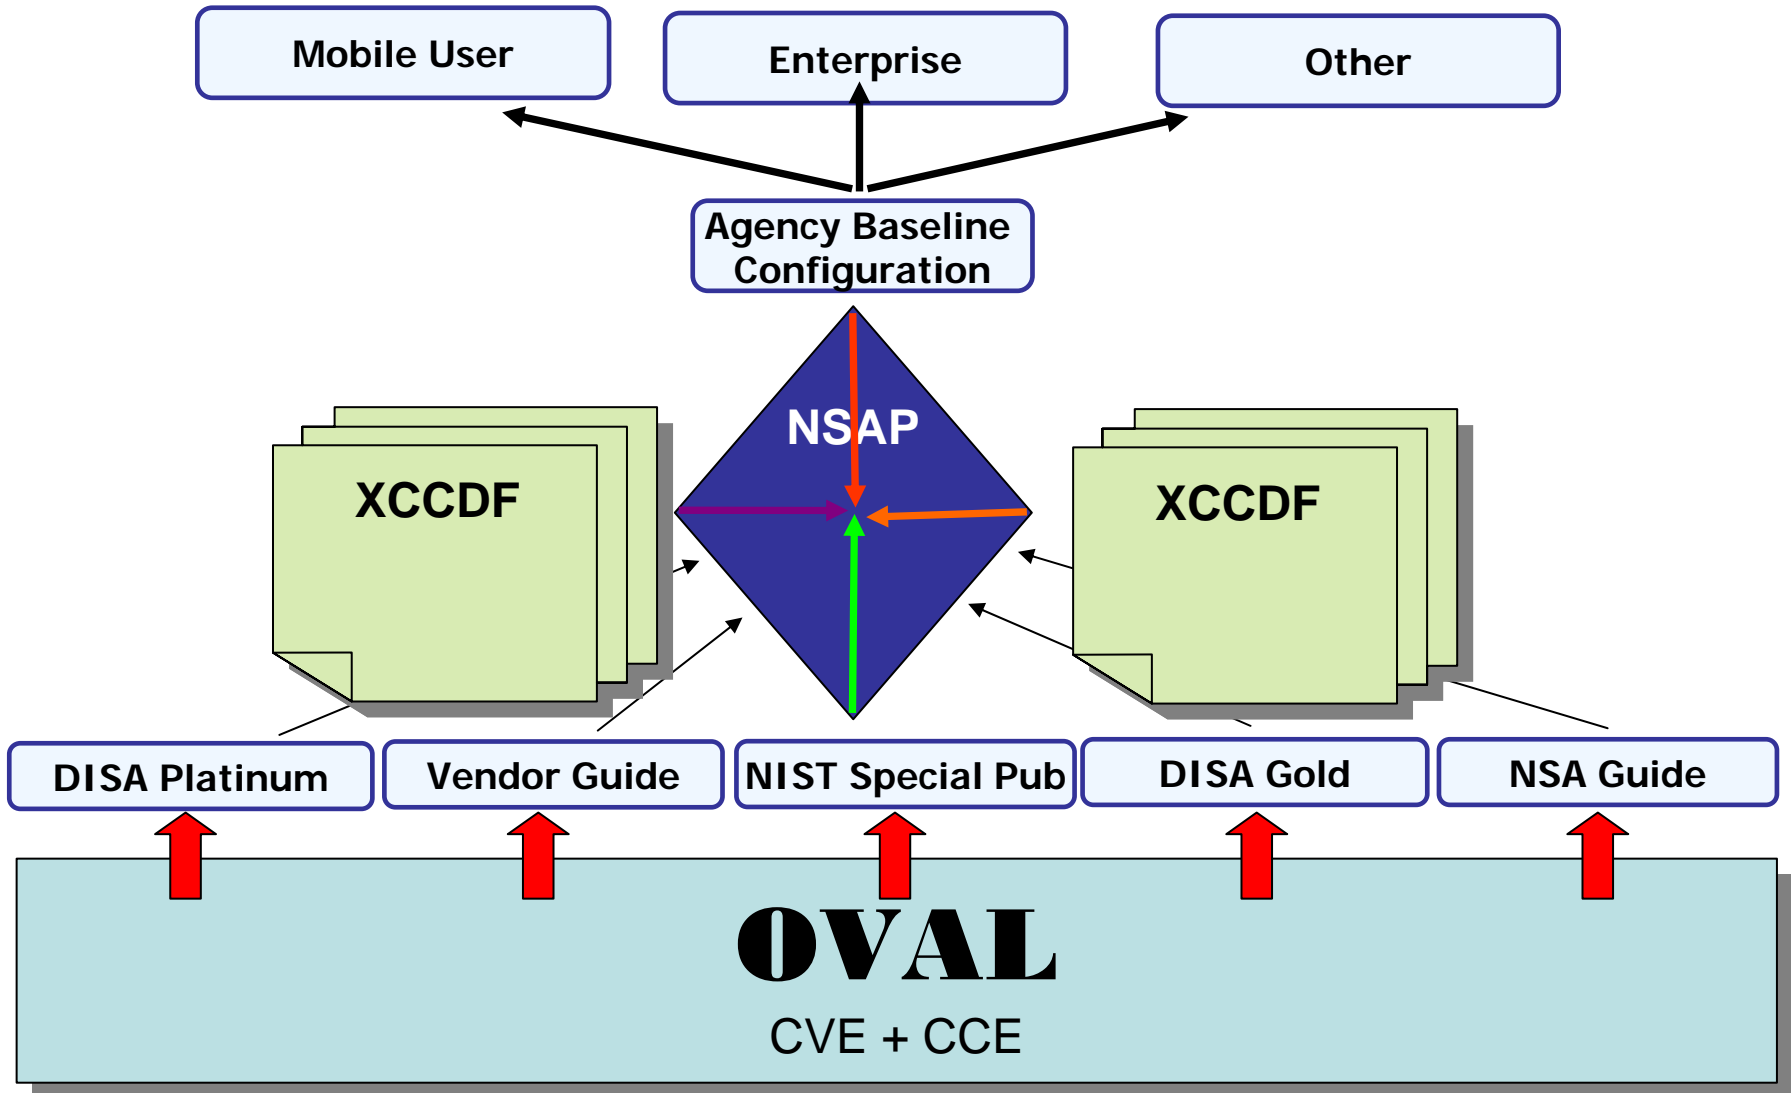 Mobile User
Enterprise
Other
Agency Baseline
Configuration
NSAP
XCCDF
XCCDF
DISA Platinum
Vendor Guide
NIST Special Pub
DISA Gold
NSA Guide
OVAL
CVE + CCE